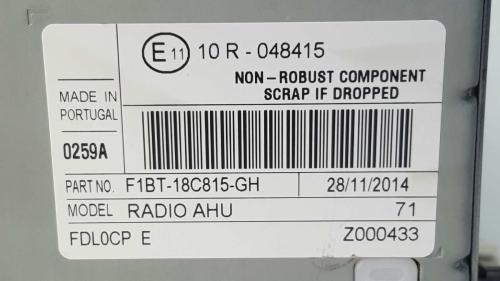 E11 10 R - 048415
NON - ROBUST COMPONENT
SCRAP IF DROPPED
MADE IN
PORTUGAL
0259A
PART NO. F1BT-18C815-GH 28/11/2014
MODEL RADIO AHU 71
FDL0CP E Z000433